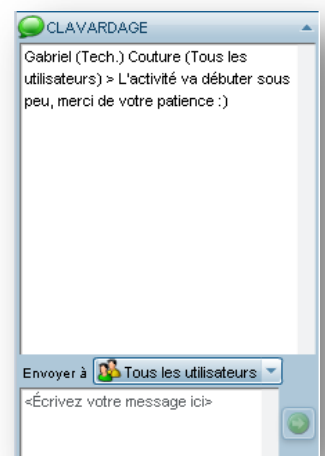 CLAVARDAGE
Gabriel (Tech.) Couture (Tous les
utilisateurs) > L'activité va débuter sous
peu, merci de votre patience :)
Envoyer à Tous les utilisateurs
<Écrivez votre message ici>